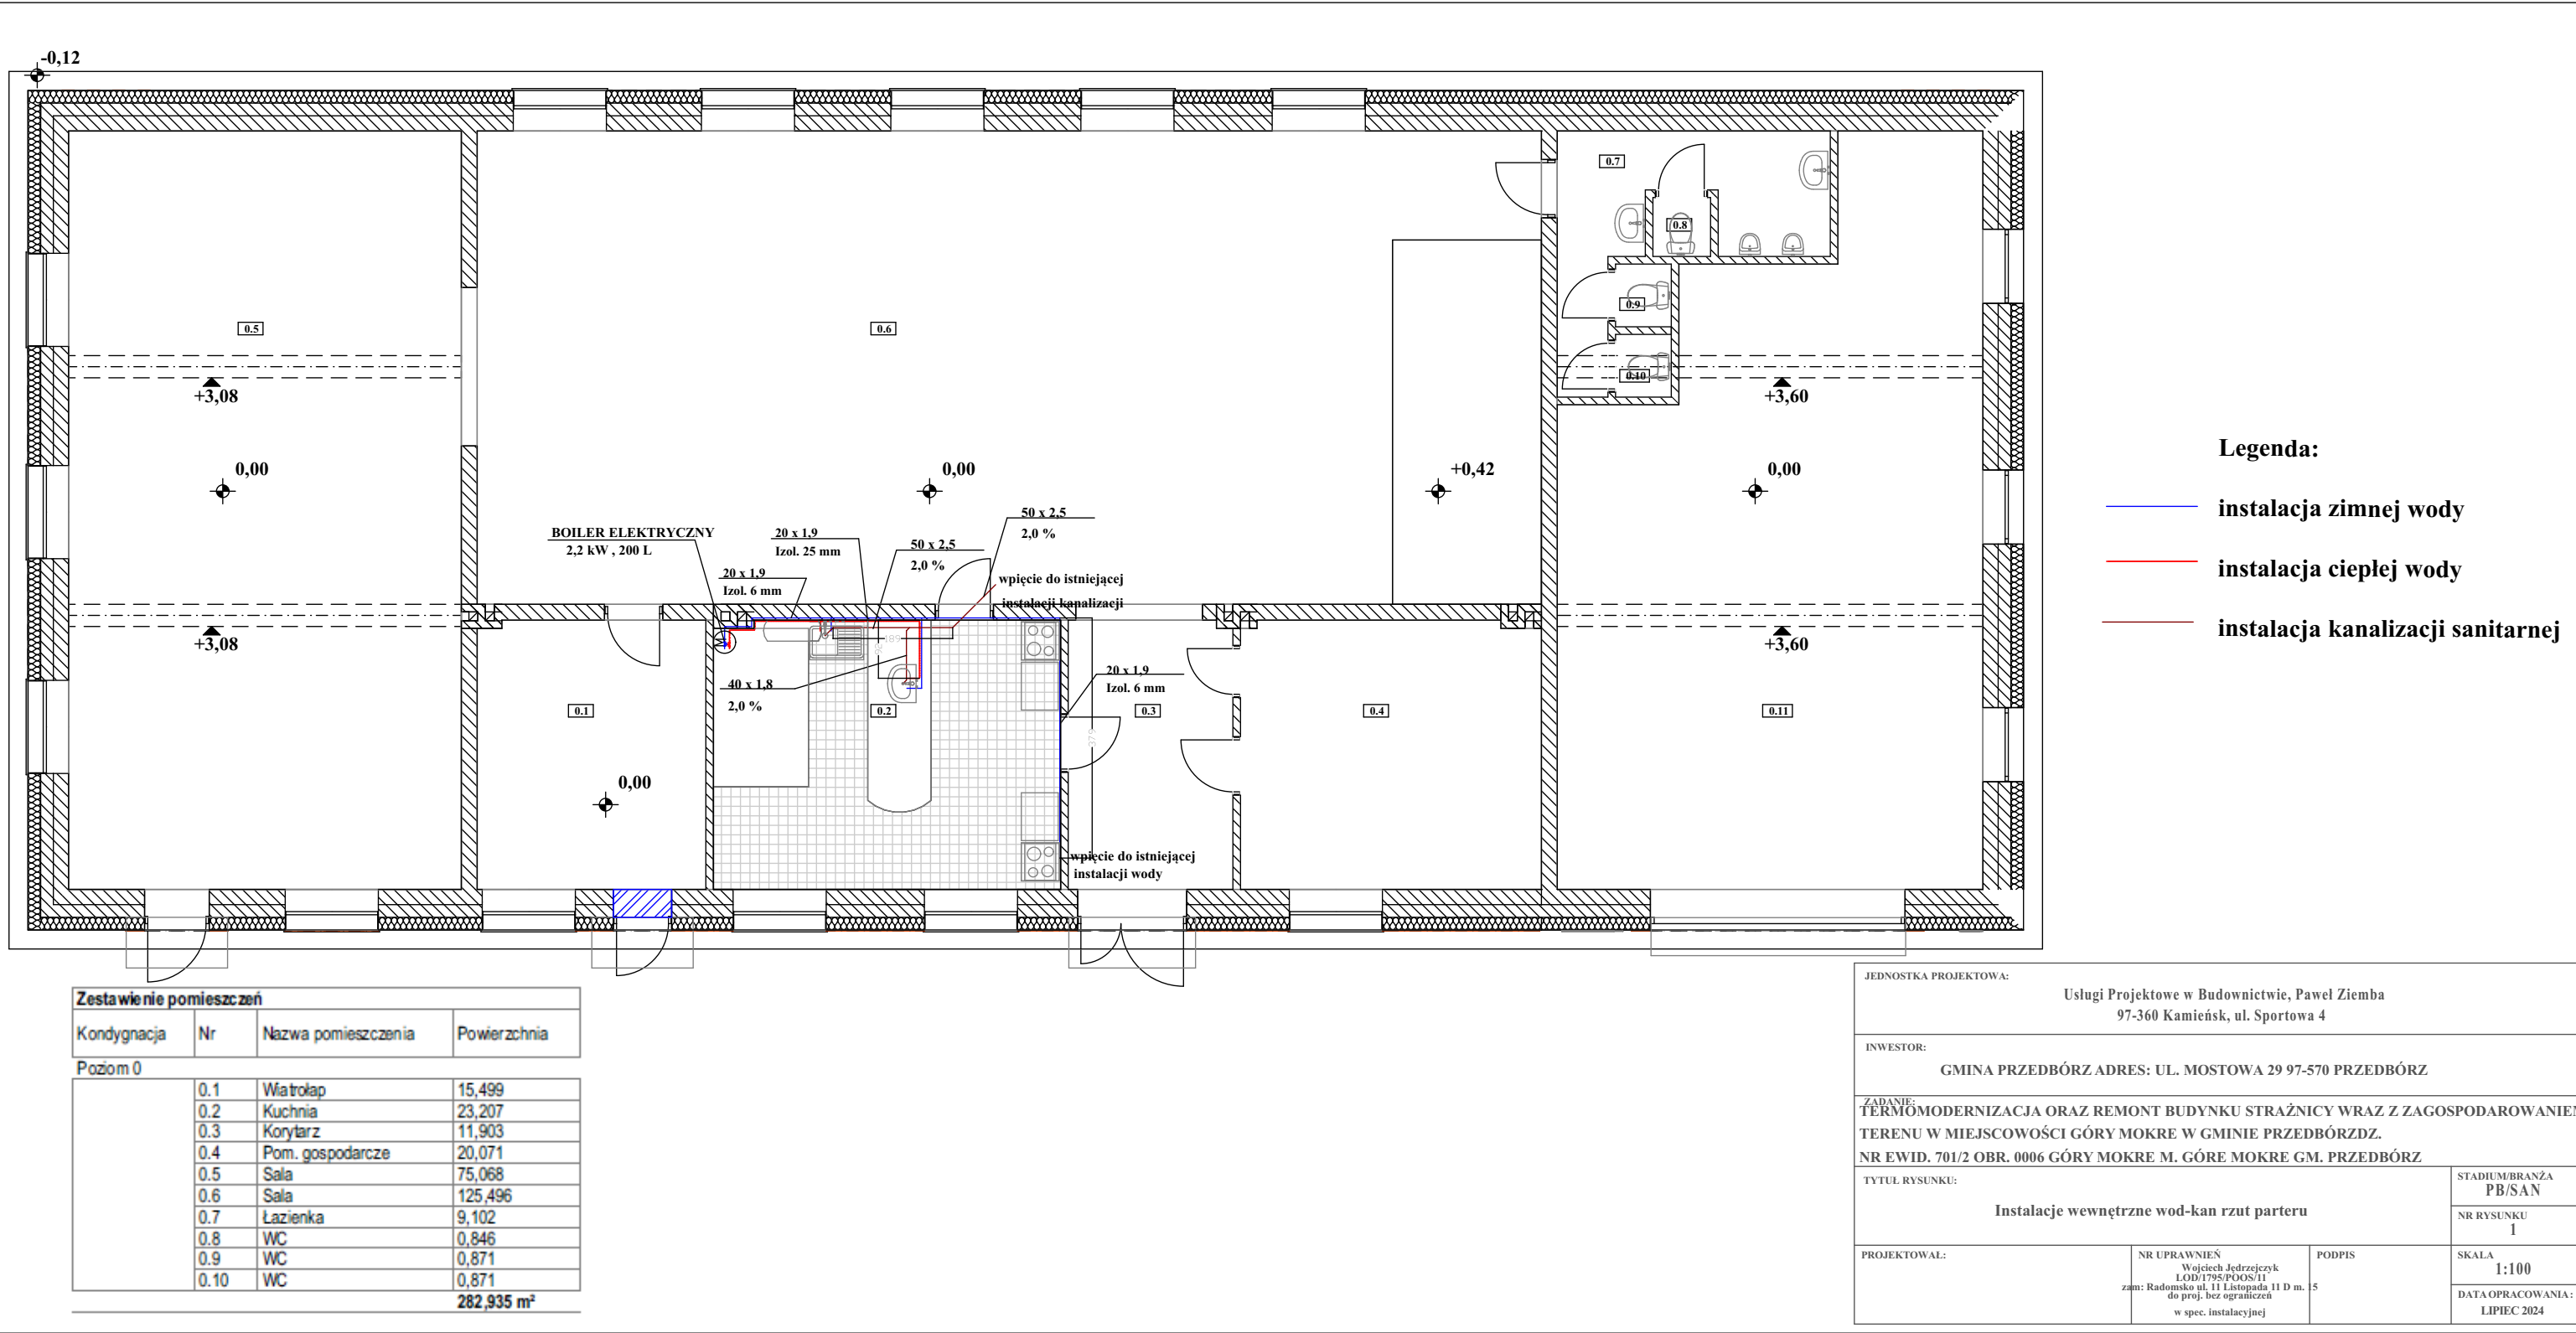 -0,12
0.7
0.8
0.5
0.6
0.9
0.10
+3,08
+3,60
0,00
0,00
+0,42
0,00
Legenda:
instalacja zimnej wody
instalacja ciepłej wody
instalacja kanalizacji sanitarnej
BOILER ELEKTRYCZNY
2,2 kW , 200 L
20 x 1,9
Izol. 25 mm
50 x 2,5
2,0 %
50 x 2,5
2,0 %
20 x 1,9
Izol. 6 mm
wpięcie do istniejącej
instalacji kanalizacji
+3,08
+3,60
189
40 x 1,8
2,0 %
20 x 1,9
Izol. 6 mm
0.1
0.2
0.3
0.4
0.11
379
0,00
wpięcie do istniejącej
instalacji wody
Zestawienie pomieszczeń
Kondygnacja Nr Nazwa pomieszczenia Powierzchnia
Poziom 0
0.1 Wiatrołap 15,499
0.2 Kuchnia 23,207
0.3 Korytarz 11,903
0.4 Pom. gospodarcze 20,071
0.5 Sala 75,068
0.6 Sala 125,496
0.7 Łazienka 9,102
0.8 WC 0,846
0.9 WC 0,871
0.10 WC 0,871
282,935 m²
JEDNOSTKA PROJEKTOWA:
Usługi Projektowe w Budownictwie, Paweł Ziemba
97-360 Kamieńsk, ul. Sportowa 4
INWESTOR:
GMINA PRZEDBÓRZ ADRES: UL. MOSTOWA 29 97-570 PRZEDBÓRZ
ZADANIE:
TERMOMODERNIZACJA ORAZ REMONT BUDYNKU STRAŻNICY WRAZ Z ZAGOSPODAROWANIEM
TERENU W MIEJSCOWOŚCI GÓRY MOKRE W GMINIE PRZEDBÓRZDZ.
NR EWID. 701/2 OBR. 0006 GÓRY MOKRE M. GÓRE MOKRE GM. PRZEDBÓRZ
TYTUŁ RYSUNKU:
Instalacje wewnętrzne wod-kan rzut parteru
STADIUM/BRANŻA
PB/SAN
NR RYSUNKU
1
PROJEKTOWAŁ:
NR UPRAWNIEŃ
Wojciech Jędrzejczyk
LOD/1795/POOS/11
zam: Radomsko ul. 11 Listopada 11 D m. 15
do proj. bez ograniczeń
w spec. instalacyjnej
PODPIS
SKALA
1:100
DATA OPRACOWANIA :
LIPIEC 2024